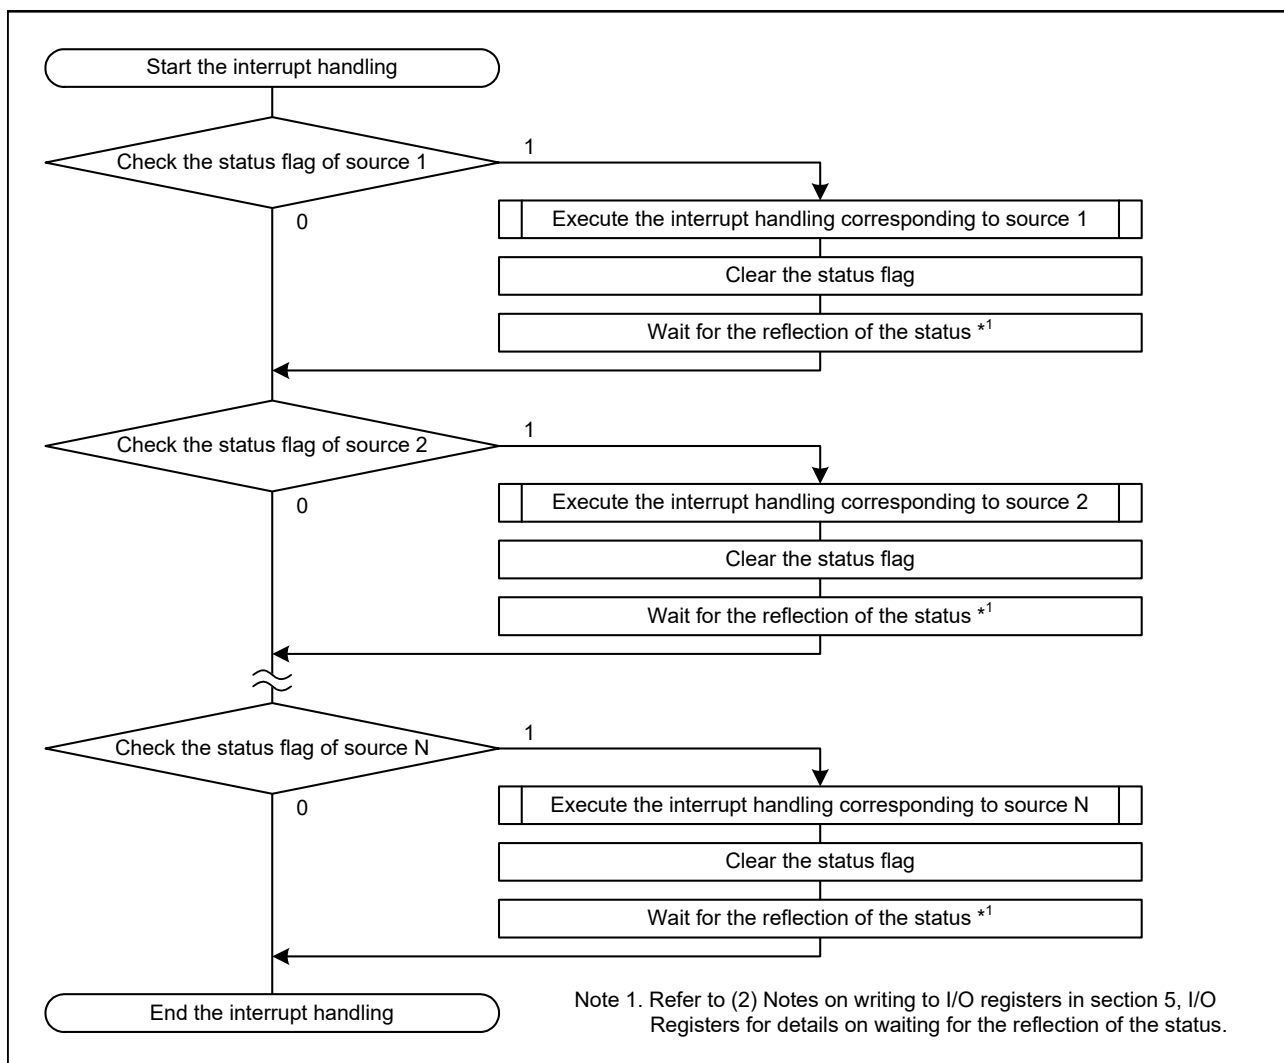 Start the interrupt handling
Check the status flag of source 1
1
0
Execute the interrupt handling corresponding to source 1
Clear the status flag
Wait for the reflection of the status *1
Check the status flag of source 2
1
0
Execute the interrupt handling corresponding to source 2
Clear the status flag
Wait for the reflection of the status *1
Check the status flag of source N
1
0
Execute the interrupt handling corresponding to source N
Clear the status flag
Wait for the reflection of the status *1
End the interrupt handling
Note 1. Refer to (2) Notes on writing to I/O registers in section 5, I/O
Registers for details on waiting for the reflection of the status.